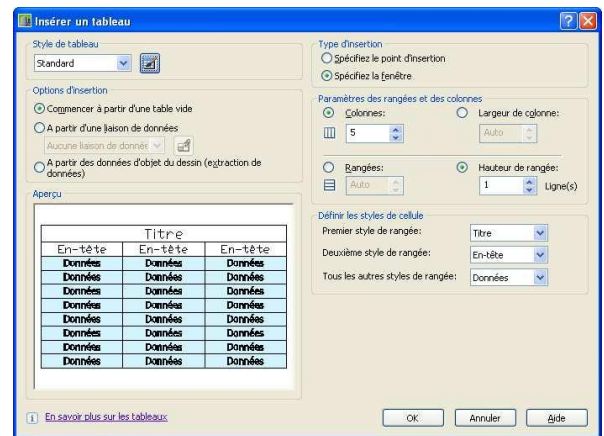 Insérer un tableau
Style de tableau
Standard
Options d'insertion
Commencer à partir d'une table vide
A partir d'une liaison de données
Aucune liaison de donnée
A partir des données d'objet du dessin (extraction de
données)
Aperçu
Titre
En-tête En-tête En-tête
Données Données Données
Données Données Données
Données Données Données
Données Données Données
Données Données Données
Données Données Données
Données Données Données
Données Données Données
En savoir plus sur les tableaux
Type d'insertion
Spécifiez le point d'insertion
Spécifiez la fenêtre
Paramètres des rangées et des colonnes
Colonnes: Largeur de colonne:
5 Auto
Rangées: Hauteur de rangée:
Auto 1 Ligne(s)
Définir les styles de cellule
Premier style de rangée: Titre
Deuxième style de rangée: En-tête
Tous les autres styles de rangée: Données
OK Annuler Aide